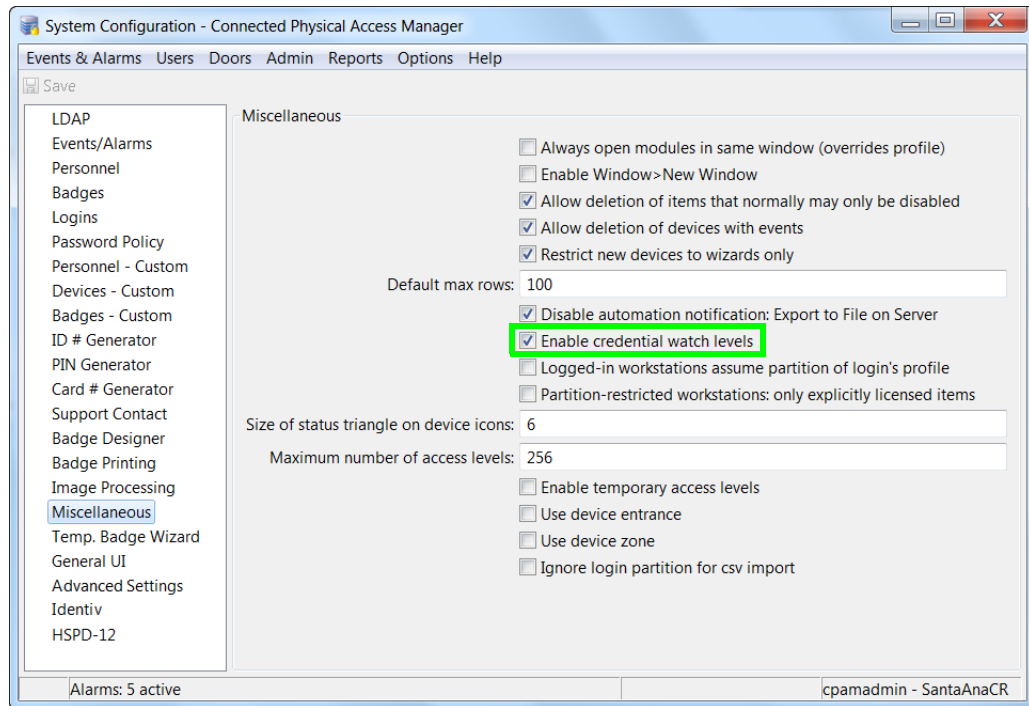 System Configuration - Connected Physical Access Manager
Events & Alarms Users Doors Admin Reports Options Help
Save
LDAP
Events/Alarms
Personnel
Badges
Logins
Password Policy
Personnel - Custom
Devices - Custom
Badges - Custom
ID # Generator
PIN Generator
Card # Generator
Support Contact
Badge Designer
Badge Printing
Image Processing
Miscellaneous
Temp. Badge Wizard
General UI
Advanced Settings
Identiv
HSPD-12
Miscellaneous
Always open modules in same window (overrides profile)
Enable Window>New Window
Allow deletion of items that normally may only be disabled
Allow deletion of devices with events
Restrict new devices to wizards only
Default max rows: 100
Disable automation notification: Export to File on Server
Enable credential watch levels
Logged-in workstations assume partition of login's profile
Partition-restricted workstations: only explicitly licensed items
Size of status triangle on device icons: 6
Maximum number of access levels: 256
Enable temporary access levels
Use device entrance
Use device zone
Ignore login partition for csv import
Alarms: 5 active
cpamadmin - SantaAnaCR